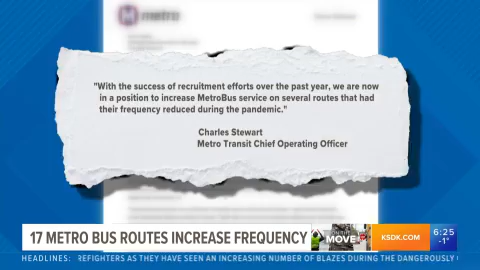 metro
"With the success of recruitment efforts over the past year, we are now
in a position to increase MetroBus service on several routes that had
their frequency reduced during the pandemic."
Charles Stewart
Metro Transit Chief Operating Officer
17 METRO BUS ROUTES INCREASE FREQUENCY
ON THE
MOVE
KSDK.COM
6:25
-1°
HEADLINES: REFIGHTERS AS THEY HAVE SEEN AN INCREASING NUMBER OF BLAZES DURING THE DANGEROUSLY